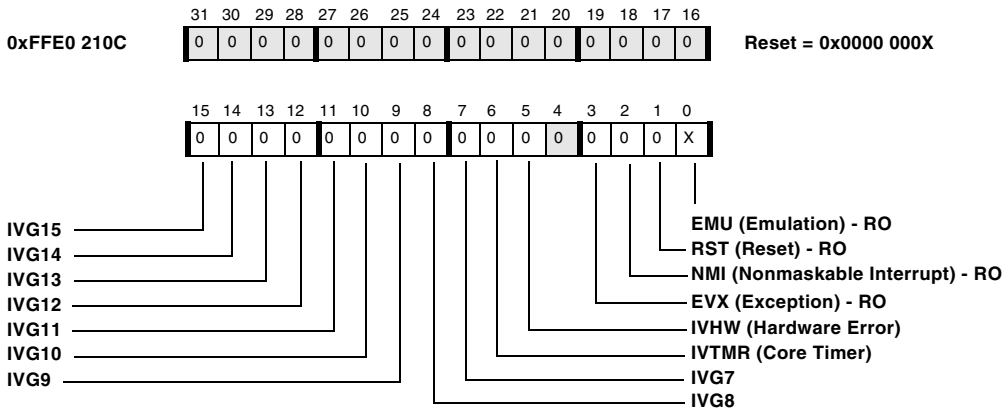 31 30 29 28 27 26 25 24 23 22 21 20 19 18 17 16
0xFFE0 210C 0 0 0 0 0 0 0 0 0 0 0 0 0 0 0 0 Reset = 0x0000 000X
15 14 13 12 11 10 9 8 7 6 5 4 3 2 1 0
0 0 0 0 0 0 0 0 0 0 0 0 0 0 0 X
IVG15
IVG14
IVG13
IVG12
IVG11
IVG10
IVG9
EMU (Emulation) - RO
RST (Reset) - RO
NMI (Nonmaskable Interrupt) - RO
EVX (Exception) - RO
IVHW (Hardware Error)
IVTMR (Core Timer)
IVG7
IVG8